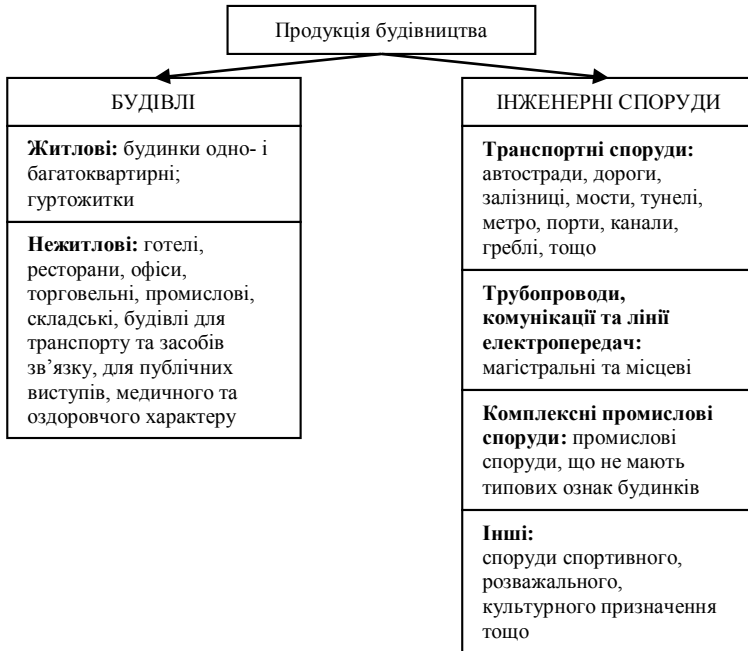 Продукція будівництва
БУДІВЛІ
Житлові: будинки одно- і
багатоквартирні;
гуртожитки
Нежитлові: готелі,
ресторани, офіси,
торговельні, промислові,
складські, будівлі для
транспорту та засобів
зв’язку, для публічних
виступів, медичного та
оздоровчого характеру
ІНЖЕНЕРНІ СПОРУДИ
Транспортні споруди:
автостради, дороги,
залізниці, мости, тунелі,
метро, порти, канали,
греблі, тощо
Трубопроводи,
комунікації та лінії
електропередач:
магістральні та місцеві
Комплексні промислові
споруди: промислові
споруди, що не мають
типових ознак будинків
Інші:
споруди спортивного,
розважального,
культурного призначення
тощо